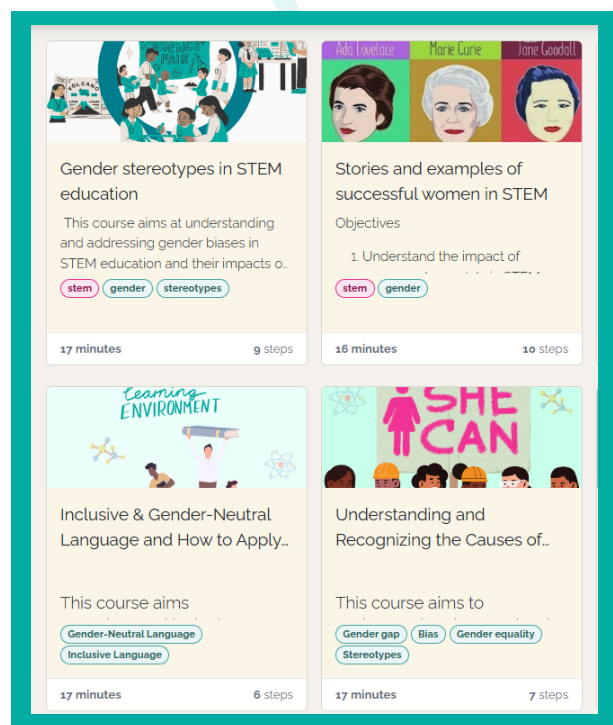 FAIR
VOLCANO
Gender stereotypes in STEM
education
This course aims at understanding
and addressing gender biases in
STEM education and their impacts o...
stem gender stereotypes
17 minutes 9 steps
Ada Lovelace Marie Curie Jane Goodall
Stories and examples of
successful women in STEM
Objectives
1. Understand the impact of
stem gender
16 minutes 10 steps
learning
ENVIRONMENT
Inclusive & Gender-Neutral
Language and How to Apply...
This course aims
Gender-Neutral Language
Inclusive Language
17 minutes 6 steps
SHE
CAN
Understanding and
Recognizing the Causes of...
This course aims to
Gender gap Bias Gender equality
Stereotypes
17 minutes 7 steps